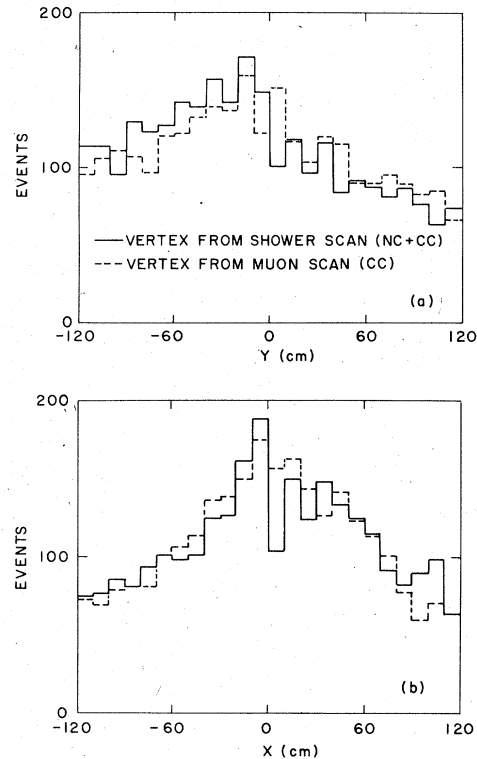 200
100
0
EVENTS
VERTEX FROM SHOWER SCAN (NC+CC)
VERTEX FROM MUON SCAN (CC)
(a)
-120 -60 0 60 120
Y (cm)
200
100
0
EVENTS
(b)
-120 -60 0 60 120
X (cm)